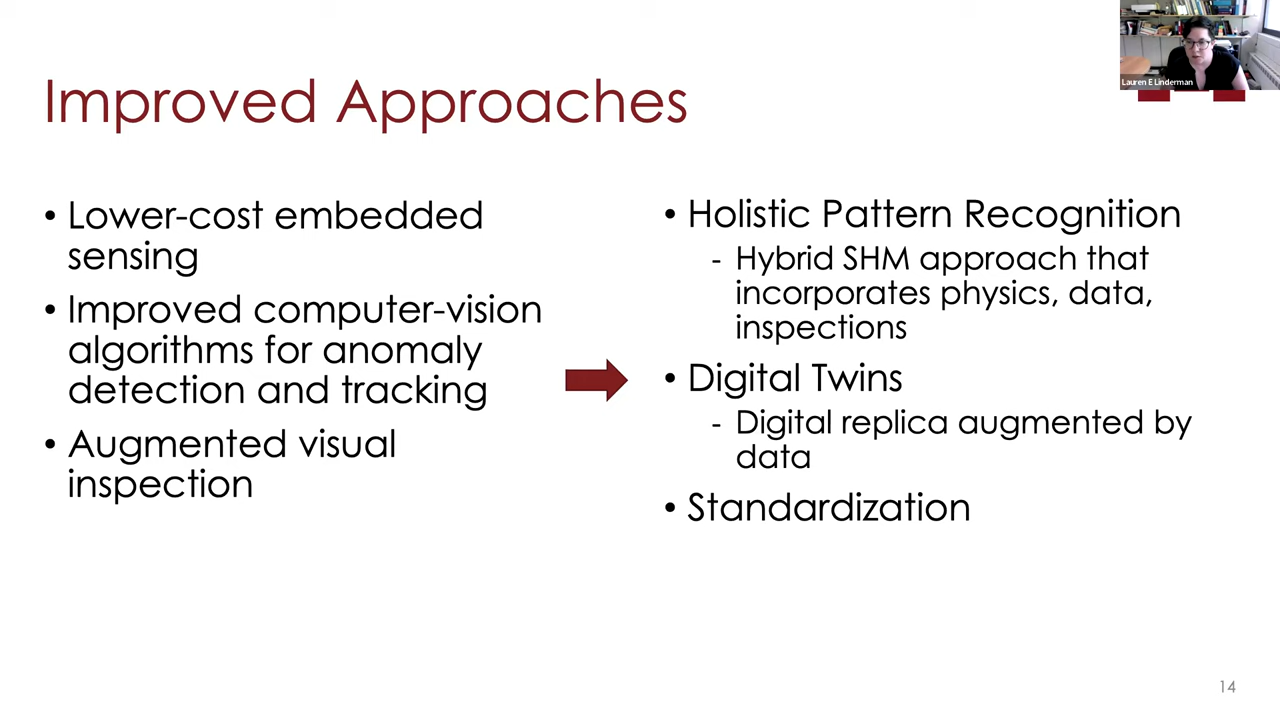 Lauren E Linderman
Improved Approaches
• Lower-cost embedded
sensing
• Improved computer-vision
algorithms for anomaly
detection and tracking
• Augmented visual
inspection
• Holistic Pattern Recognition
- Hybrid SHM approach that
incorporates physics, data,
inspections
• Digital Twins
- Digital replica augmented by
data
• Standardization
14